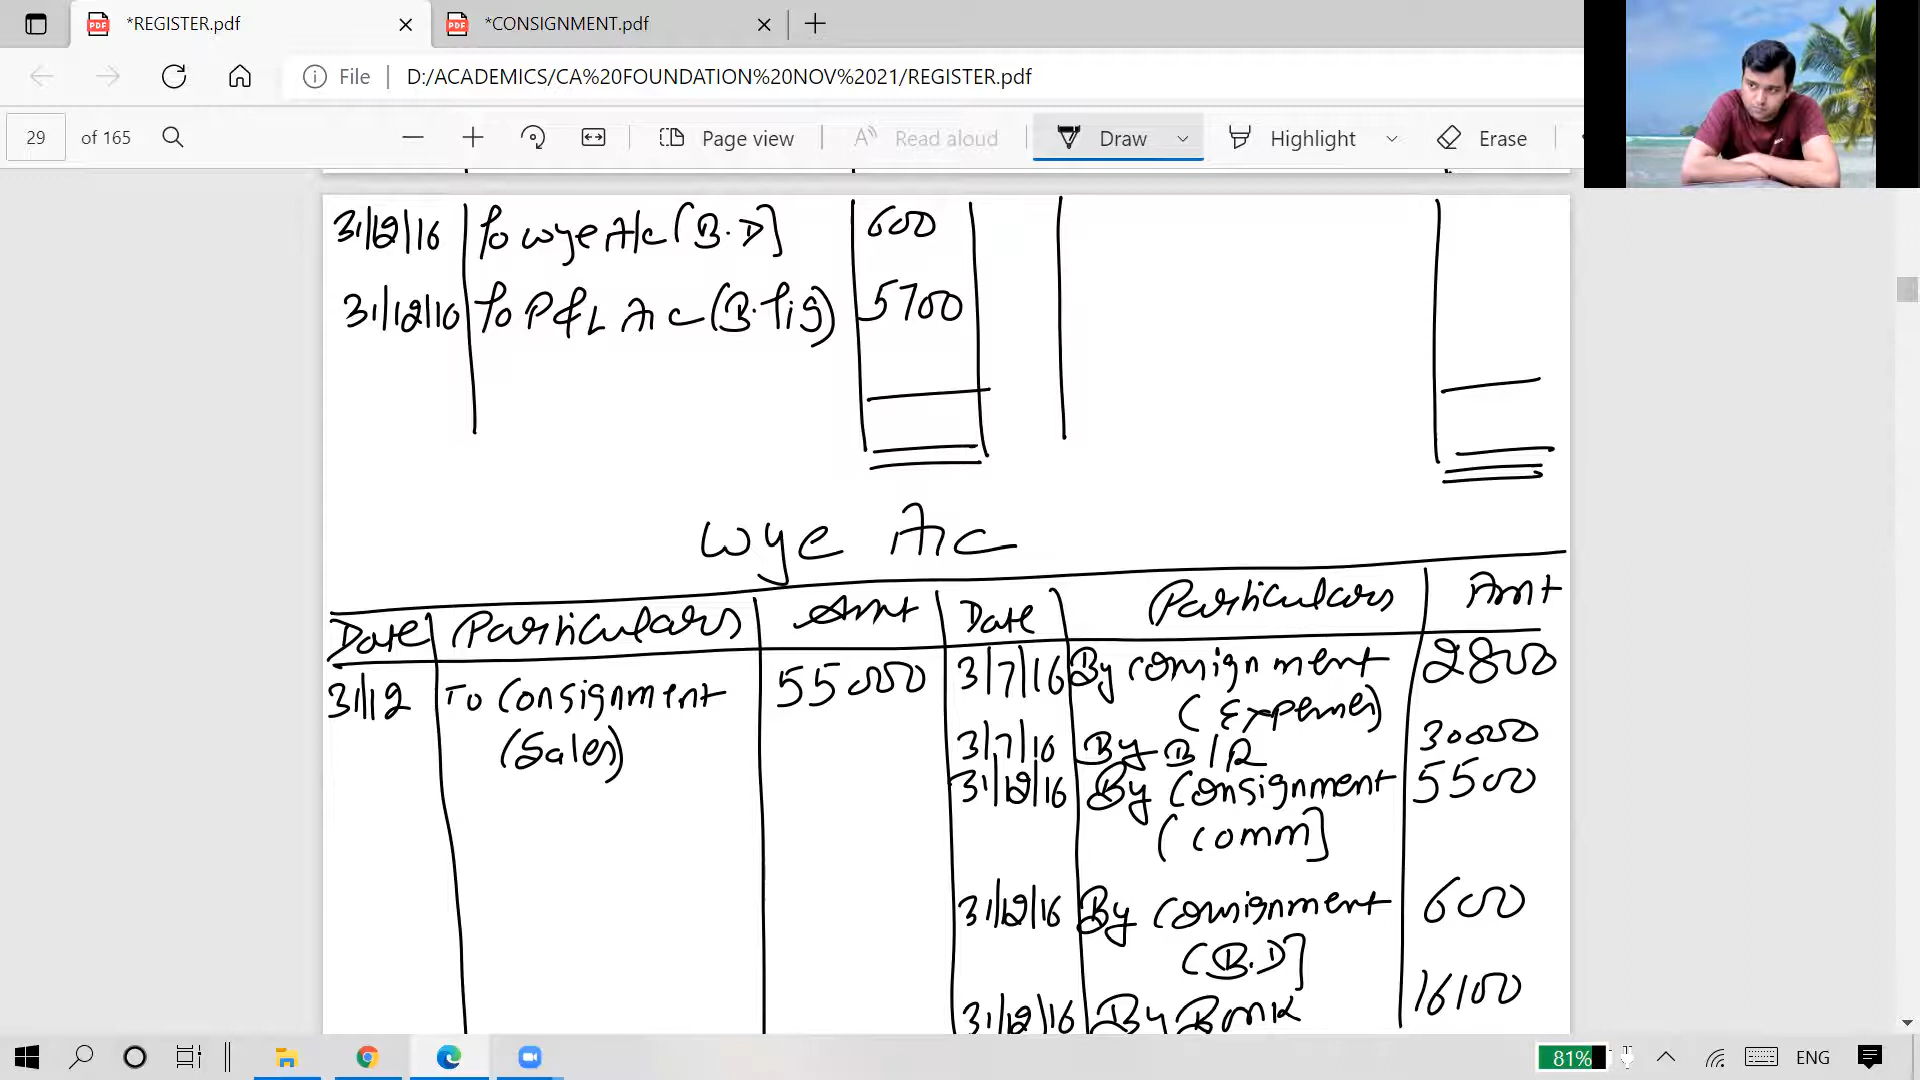 *REGISTER.pdf
*CONSIGNMENT.pdf
File
D:/ACADEMICS/CA%20FOUNDATION%20NOV%2021/REGISTER.pdf
29 of 165
Page view
Read aloud
Draw
Highlight
Erase
31/12/16 To wye A/c (B.D] 600
31/12/16 To P&L A/c (B.fig) 5700
Wye A/c
Date Particulars Amt Date Particulars Amt
31/12 To Consignment 55000 3/7/16 By consignment 2800
(Sales) (Expenses)
3/7/16 By B/R 30000
31/12/16 By Consignment 5500
(comm]
31/12/16 By Consignment 600
(B.D]
31/12/16 By Bank 16100
81%
ENG